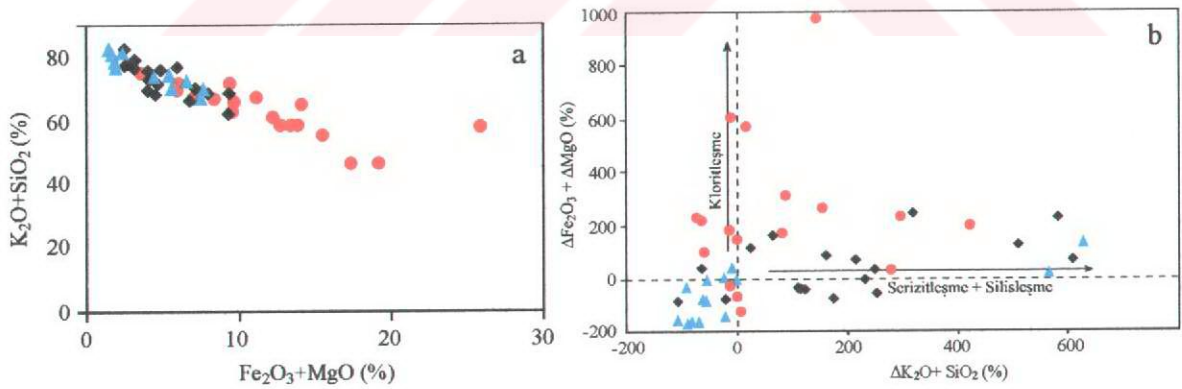 a
80
60
40
20
0
K₂O+SiO₂ (%)
0
10
20
30
Fe₂O₃+MgO (%)
b
1000
800
600
400
200
0
-200
ΔFe₂O₃ + ΔMgO (%)
Kloritleşme
Serizitleşme + Silisleşme
-200
0
200
400
600
ΔK₂O+ SiO₂ (%)